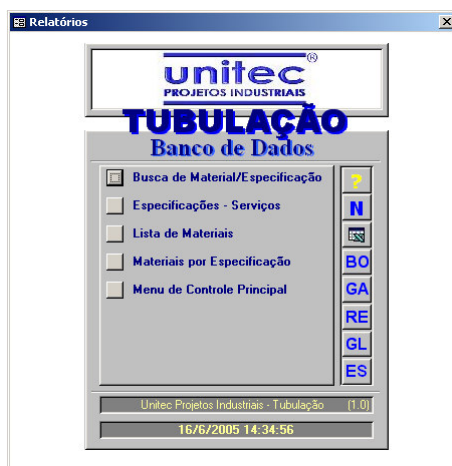 Relatórios
unitec®
PROJETOS INDUSTRIAIS
TUBULAÇÃO
Banco de Dados
Busca de Material/Especificação
?
Especificações - Serviços
N
Lista de Materiais
Materiais por Especificação
BO
Menu de Controle Principal
GA
RE
GL
ES
Unitec Projetos Industriais - Tubulação (1.0)
16/6/2005 14:34:56